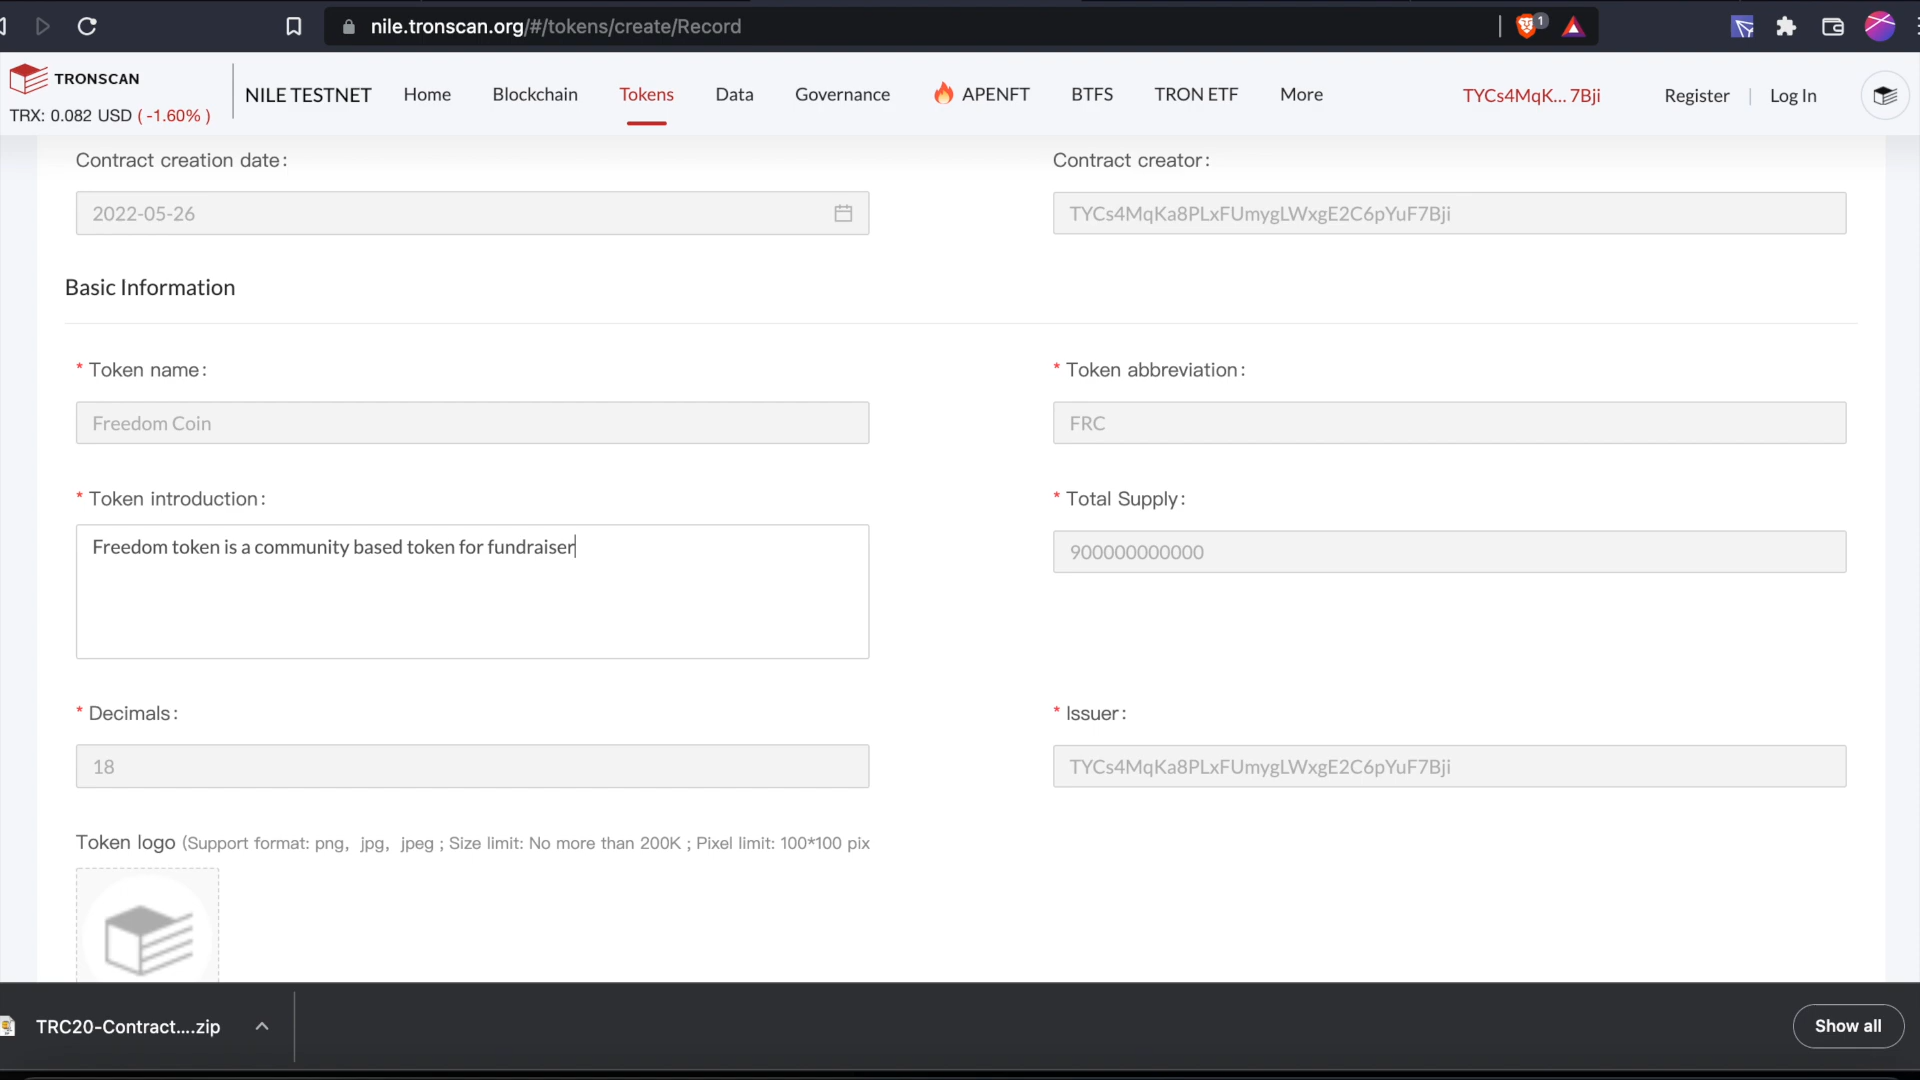 nile.tronscan.org/#/tokens/create/Record
1
TRONSCAN
TRX: 0.082 USD ( -1.60% )
NILE TESTNET
Home
Blockchain
Tokens
Data
Governance
APENFT
BTFS
TRON ETF
More
TYCs4MqK... 7Bji
Register | Log In
Contract creation date:
Contract creator:
2022-05-26
TYCs4MqKa8PLxFUmygLWxgE2C6pYuF7Bji
Basic Information
* Token name:
* Token abbreviation:
Freedom Coin
FRC
* Token introduction:
* Total Supply:
Freedom token is a community based token for fundraiser
900000000000
* Decimals:
* Issuer:
18
TYCs4MqKa8PLxFUmygLWxgE2C6pYuF7Bji
Token logo (Support format: png, jpg, jpeg ; Size limit: No more than 200K ; Pixel limit: 100*100 pix
TRC20-Contract....zip
Show all